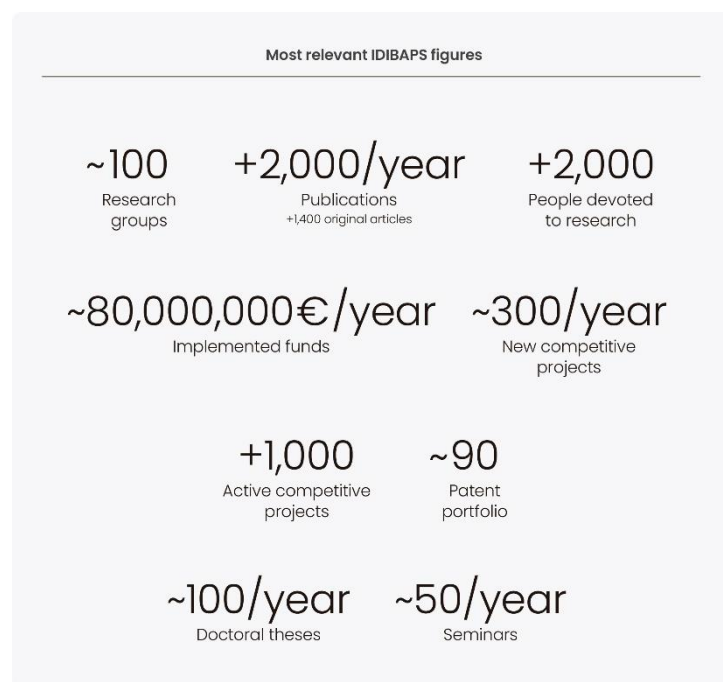 Most relevant IDIBAPS figures
~100
Research
groups
+2,000/year
Publications
+1,400 original articles
+2,000
People devoted
to research
~80,000,000€/year
Implemented funds
~300/year
New competitive
projects
+1,000
Active competitive
projects
~90
Patent
portfolio
~100/year
Doctoral theses
~50/year
Seminars